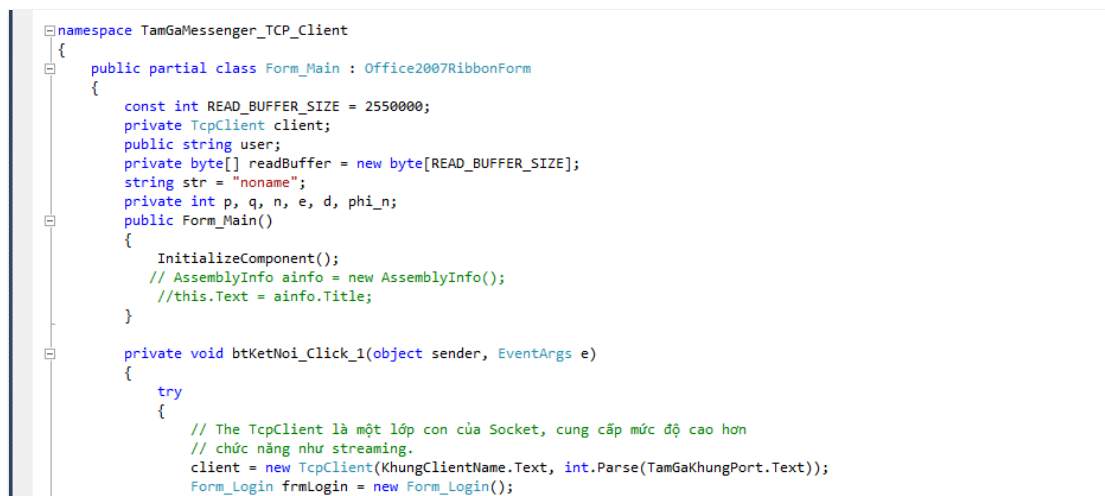 namespace TamGaMessenger_TCP_Client
{
    public partial class Form_Main : Office2007RibbonForm
    {
        const int READ_BUFFER_SIZE = 2550000;
        private TcpClient client;
        public string user;
        private byte[] readBuffer = new byte[READ_BUFFER_SIZE];
        string str = "noname";
        private int p, q, n, e, d, phi_n;
        public Form_Main()
        {
            InitializeComponent();
           // AssemblyInfo ainfo = new AssemblyInfo();
            //this.Text = ainfo.Title;
        }

        private void btKetNoi_Click_1(object sender, EventArgs e)
        {
            try
            {
                // The TcpClient là một lớp con của Socket, cung cấp mức độ cao hơn
                // chức năng như streaming.
                client = new TcpClient(KhungClientName.Text, int.Parse(TamGaKhungPort.Text));
                Form_Login frmLogin = new Form_Login();